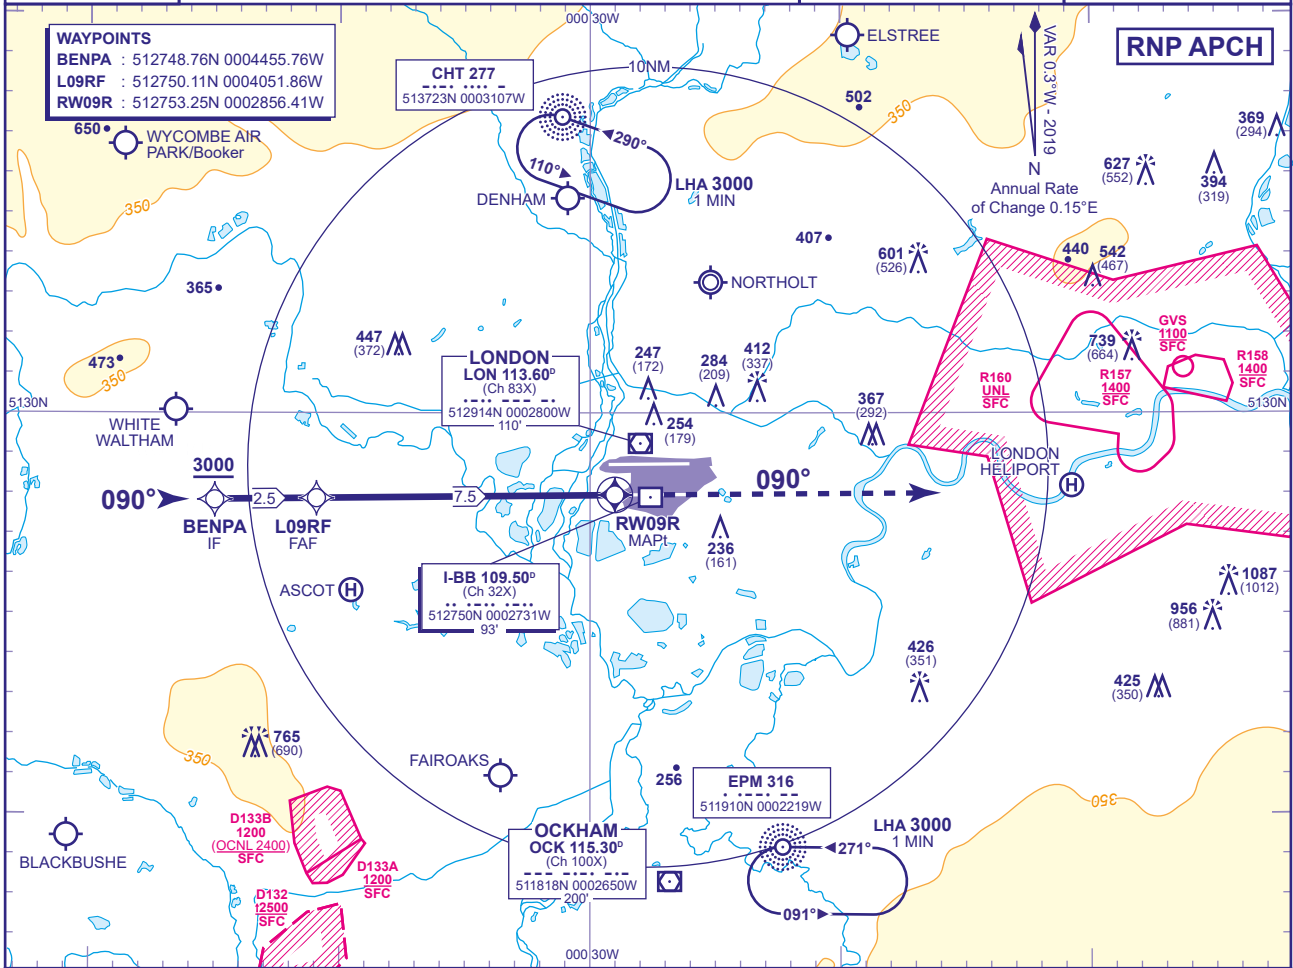 000 30W
WAYPOINTS
BENPA : 512748.76N 0004455.76W
L09RF : 512750.11N 0004051.86W
RW09R : 512753.25N 0002856.41W
ELSTREE
RNP APCH
VAR 0.3°W - 2019
N
Annual Rate
of Change 0.15°E
10NM
CHT 277
513723N 0003107W
502
350
369
(294)
650
WYCOMBE AIR
PARK/Booker
290°
110°
LHA 3000
1 MIN
DENHAM
627
(552)
394
(319)
350
407
601
(526)
440
542
(467)
365
NORTHOLT
447
(372)
473
350
LONDON
LON 113.60ᴰ
(Ch 83X)
512914N 0002800W
110'
247
(172)
284
(209)
412
(337)
254
(179)
367
(292)
739
(664)
GVS
1100
SFC
R158
1400
SFC
R160
UNL
SFC
R157
1400
SFC
5130N
5130N
WHITE
WALTHAM
LONDON
HELIPORT
H
3000
090°
2.5
7.5
090°
BENPA
IF
L09RF
FAF
RW09R
MAPt
236
(161)
ASCOT H
I-BB 109.50ᴰ
(Ch 32X)
512750N 0002731W
93'
1087
(1012)
956
(881)
426
(351)
425
(350)
765
(690)
350
FAIROAKS
256
EPM 316
511910N 0002219W
350
D133B
1200
(OCNL 2400)
SFC
D133A
1200
SFC
D132
2500
SFC
BLACKBUSHE
OCKHAM
OCK 115.30ᴰ
(Ch 100X)
511818N 0002650W
200'
LHA 3000
1 MIN
271°
091°
000 30W